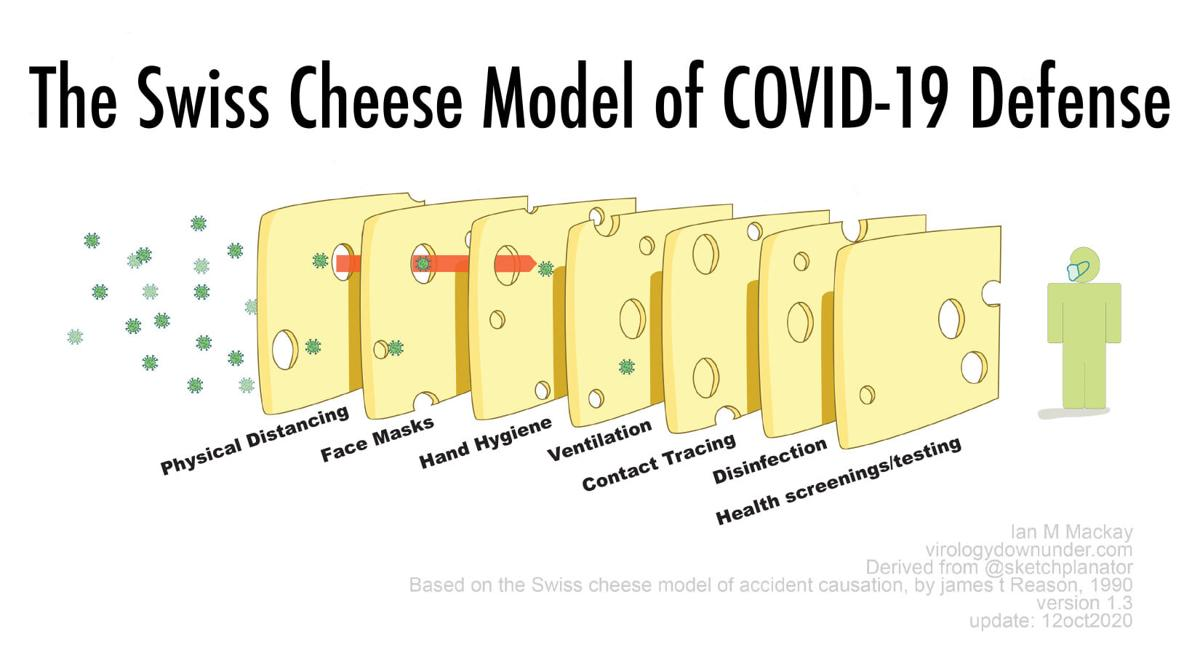 The Swiss Cheese Model of COVID-19 Defense
Physical Distancing
Face Masks
Hand Hygiene
Ventilation
Contact Tracing
Disinfection
Health screenings/testing
Ian M Mackay
virologydownunder.com
Derived from @sketchplanator
Based on the Swiss cheese model of accident causation, by james t Reason, 1990
version 1.3
update: 12oct2020